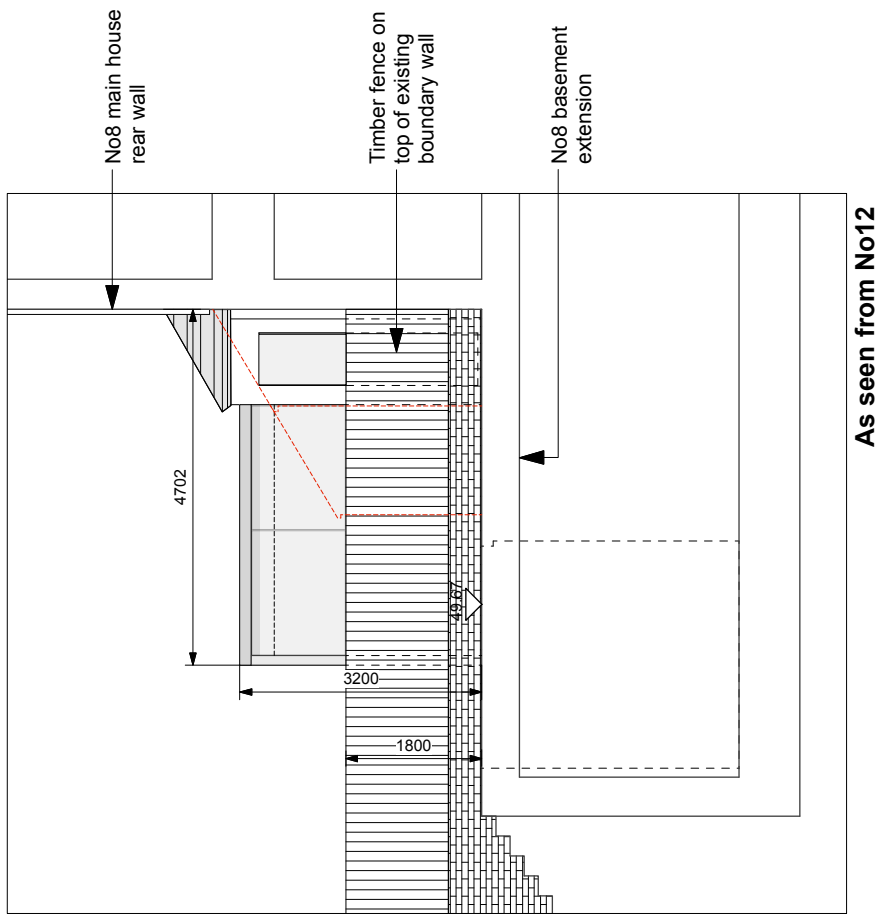 No8 main house
rear wall
Timber fence on
top of existing
boundary wall
No8 basement
extension
4702
3200
1800
49.67
As seen from No12